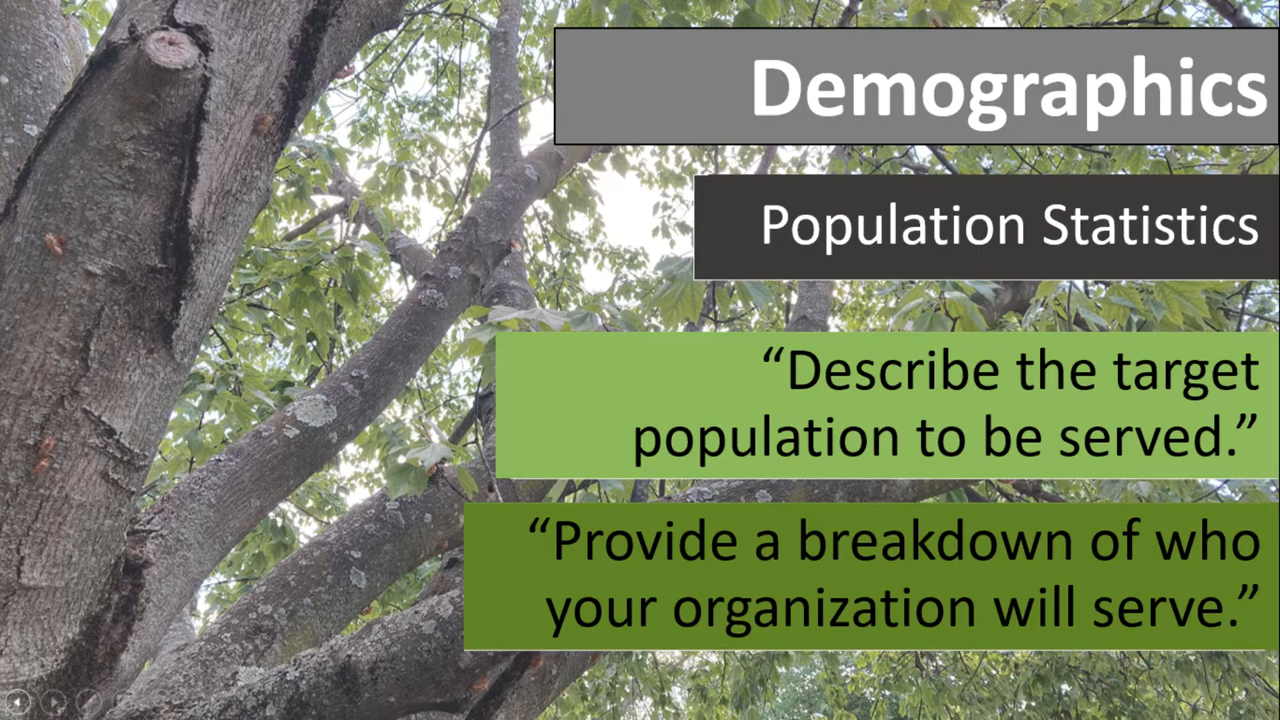 Demographics
Population Statistics
“Describe the target
population to be served.”
“Provide a breakdown of who
your organization will serve.”